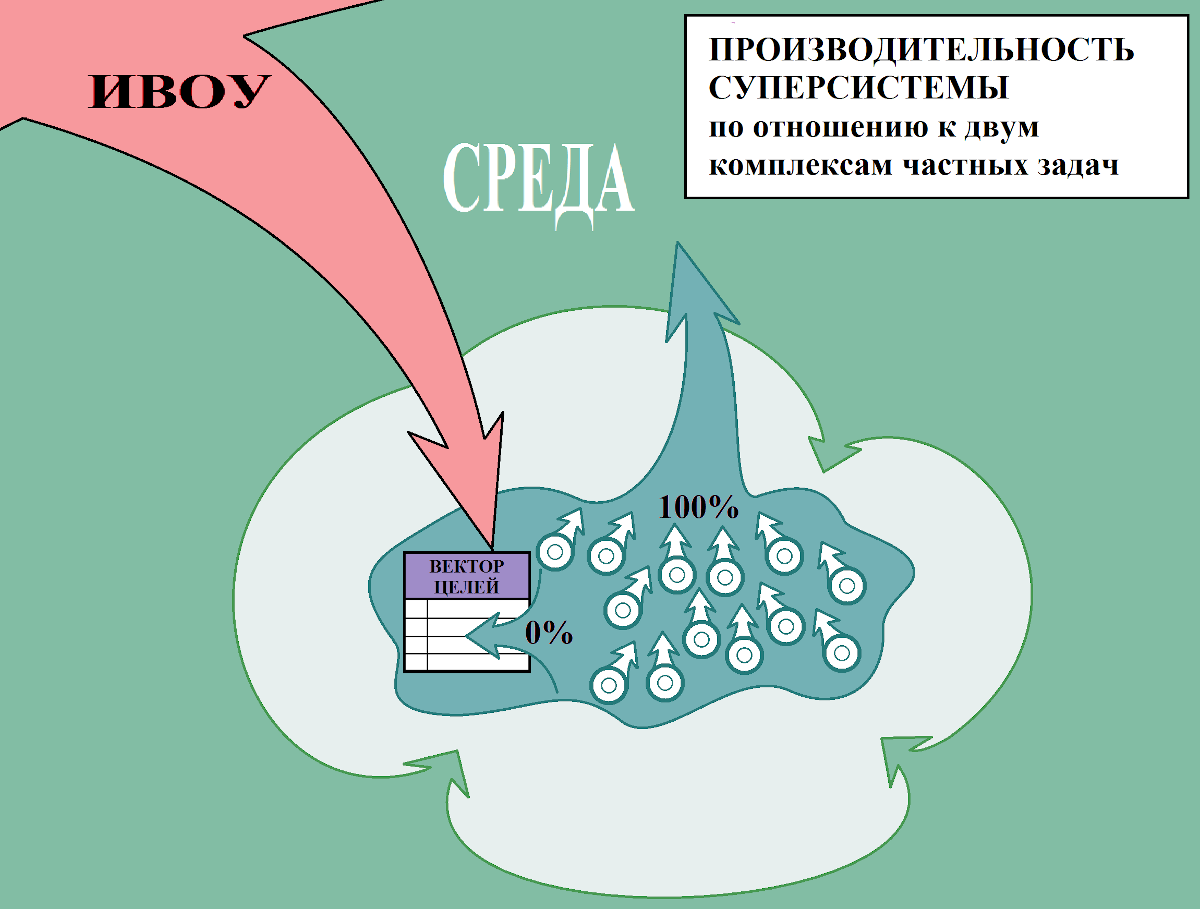 ИВОУ
ПРОИЗВОДИТЕЛЬНОСТЬ
СУПЕРСИСТЕМЫ
по отношению к двум
комплексам частных задач
СРЕДА
100%
ВЕКТОР
ЦЕЛЕЙ
0%